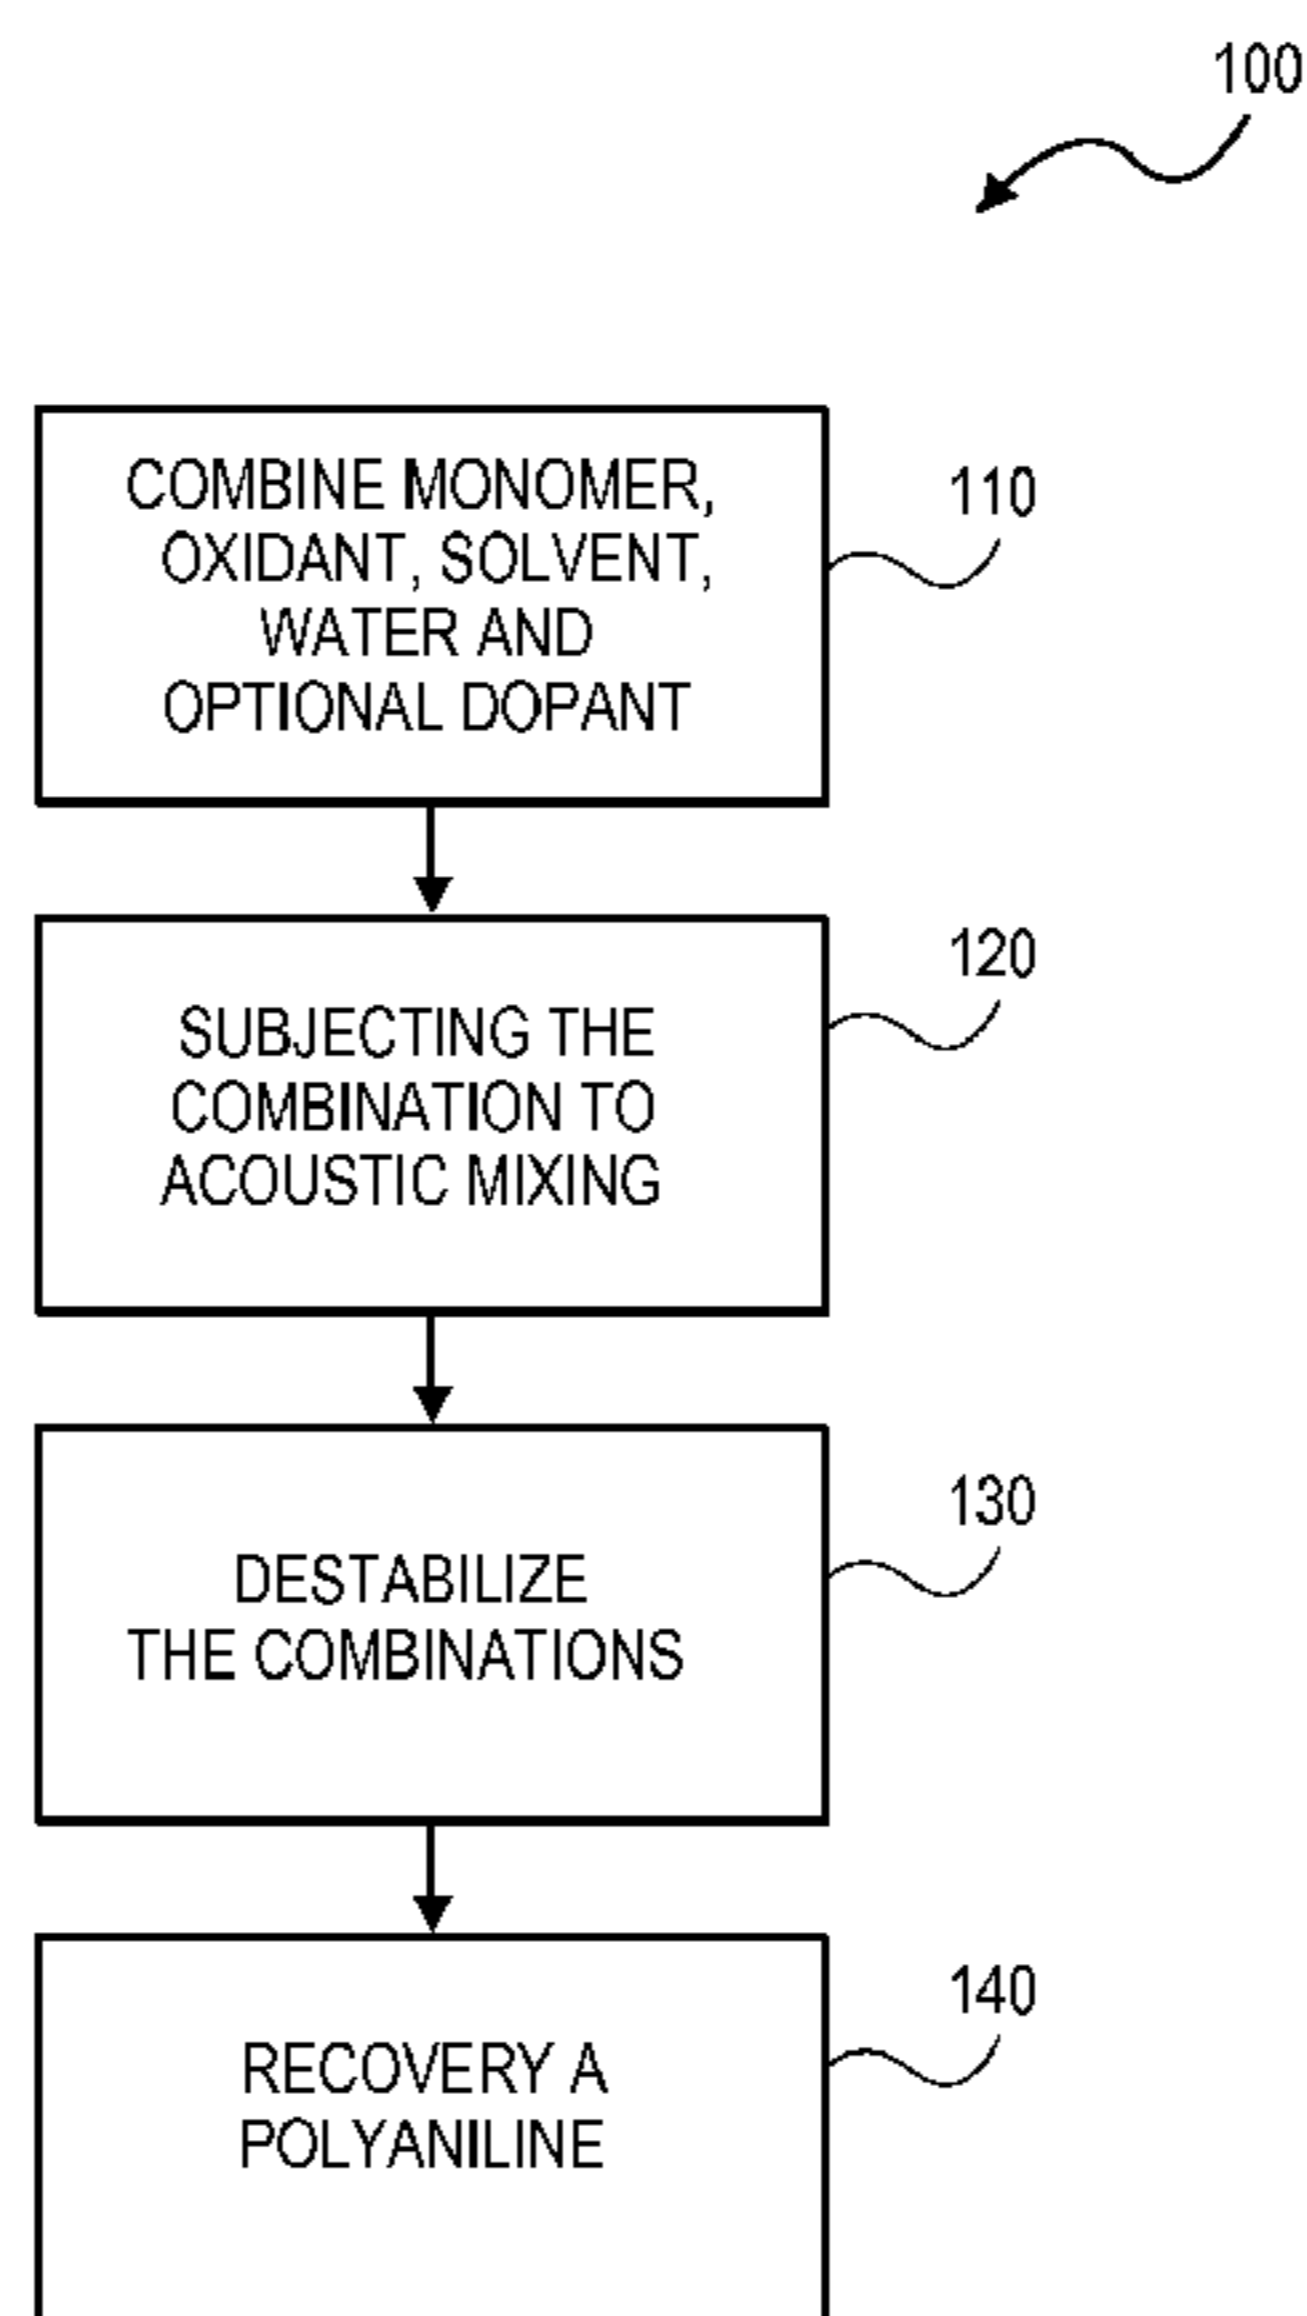 100
COMBINE MONOMER,
OXIDANT, SOLVENT,
WATER AND
OPTIONAL DOPANT
110
SUBJECTING THE
COMBINATION TO
ACOUSTIC MIXING
120
DESTABILIZE
THE COMBINATIONS
130
RECOVERY A
POLYANILINE
140